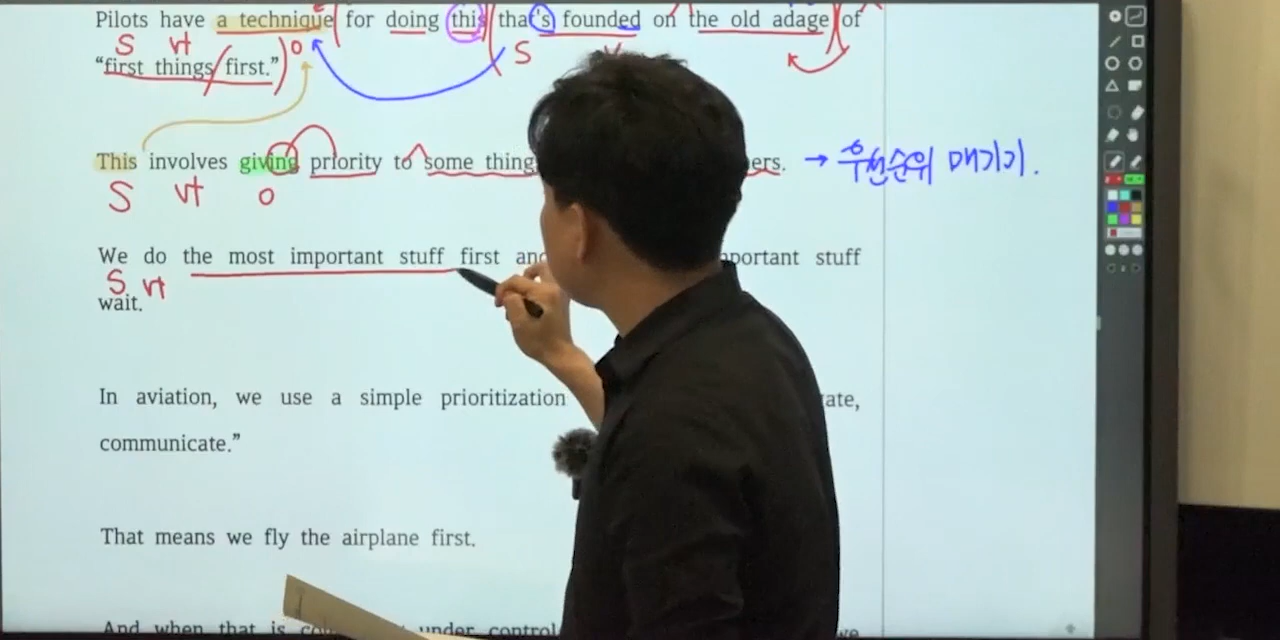 Pilots have a technique for doing this that's founded on the old adage of
S vt O S
“first things first.”
This involves giving priority to some thing ers. → 우선순위 매기기.
S vt O
We do the most important stuff first and portant stuff
S vt
wait.
In aviation, we use a simple prioritization ate,
communicate.”
That means we fly the airplane first.
And when that is under control we